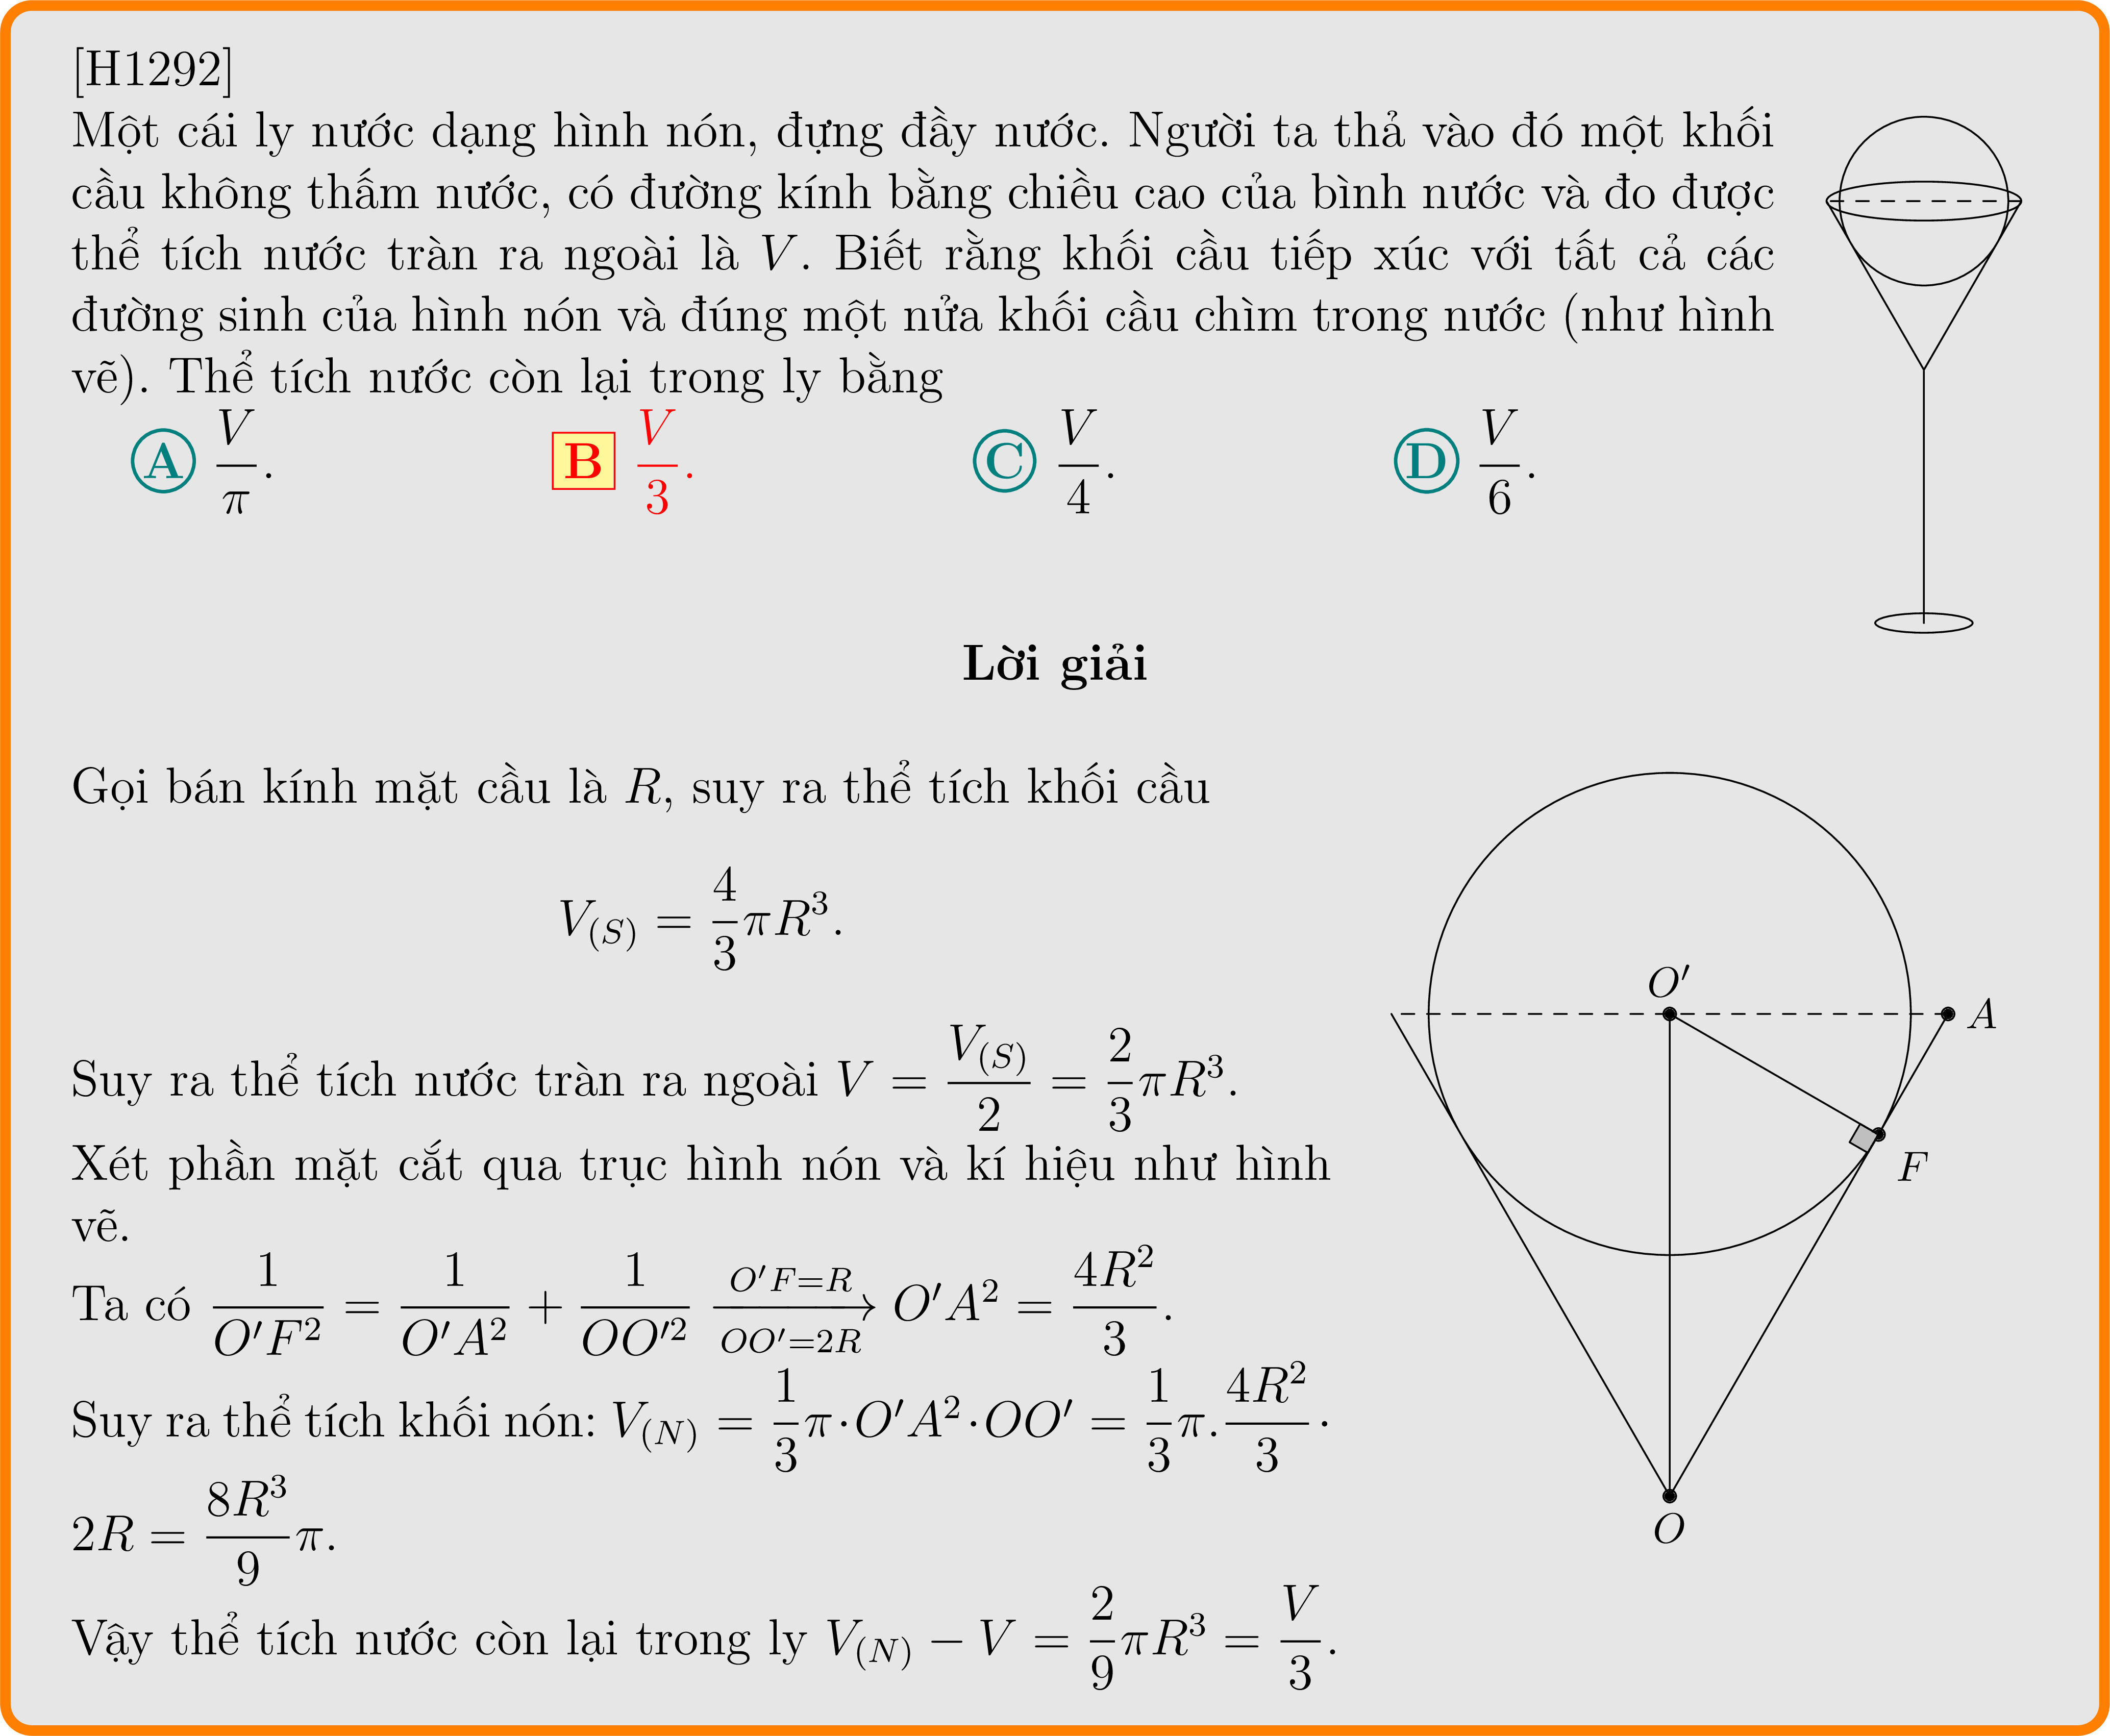 [H1292]
Một cái ly nước dạng hình nón, đựng đầy nước. Người ta thả vào đó một khối
cầu không thấm nước, có đường kính bằng chiều cao của bình nước và đo được
thể tích nước tràn ra ngoài là V. Biết rằng khối cầu tiếp xúc với tất cả các
đường sinh của hình nón và đúng một nửa khối cầu chìm trong nước (như hình
vẽ). Thể tích nước còn lại trong ly bằng
A $\frac{V}{\pi}$. B $\frac{V}{3}$. C $\frac{V}{4}$. D $\frac{V}{6}$.
Lời giải
Gọi bán kính mặt cầu là R, suy ra thể tích khối cầu
$V_{(S)} = \frac{4}{3}\pi R^3.$
Suy ra thể tích nước tràn ra ngoài $V = \frac{V_{(S)}}{2} = \frac{2}{3}\pi R^3.$
Xét phần mặt cắt qua trục hình nón và kí hiệu như hình
vẽ.
Ta có $\frac{1}{O'F^2} = \frac{1}{O'A^2} + \frac{1}{OO'^2} \xrightarrow[OO'=2R]{O'F=R} O'A^2 = \frac{4R^2}{3}.$
Suy ra thể tích khối nón: $V_{(N)} = \frac{1}{3}\pi \cdot O'A^2 \cdot OO' = \frac{1}{3}\pi . \frac{4R^2}{3} \cdot$
$2R = \frac{8R^3}{9}\pi.$
Vậy thể tích nước còn lại trong ly $V_{(N)} - V = \frac{2}{9}\pi R^3 = \frac{V}{3}.$
O'
A
F
O